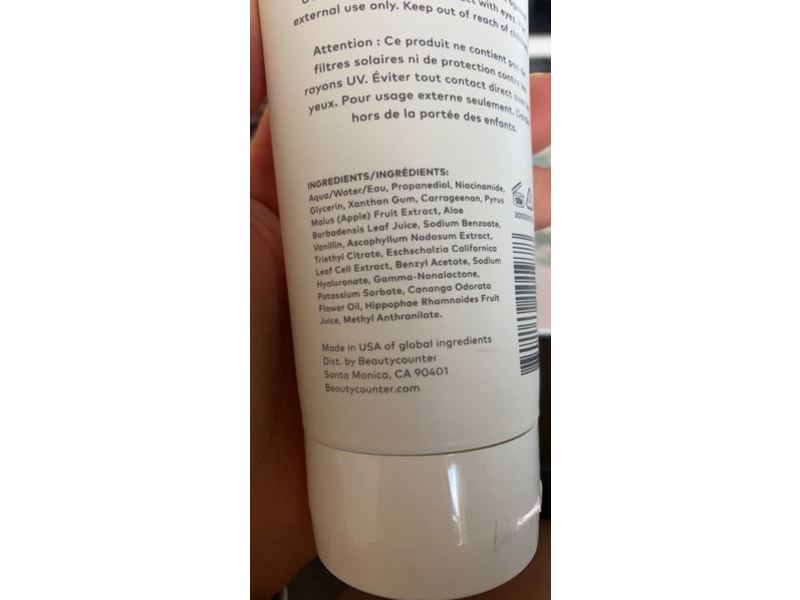 with eyes. For
external use only. Keep out of reach of children.
Attention : Ce produit ne contient pas de
filtres solaires ni de protection contre les
rayons UV. Éviter tout contact direct avec les
yeux. Pour usage externe seulement. Garder
hors de la portée des enfants.
INGREDIENTS/INGRÉDIENTS:
Aqua/Water/Eau, Propanediol, Niacinamide,
Glycerin, Xanthan Gum, Carrageenan, Pyrus
Malus (Apple) Fruit Extract, Aloe
Barbadensis Leaf Juice, Sodium Benzoate,
Vanillin, Ascophyllum Nodosum Extract,
Triethyl Citrate, Eschscholzia Californica
Leaf Cell Extract, Benzyl Acetate, Sodium
Hyaluronate, Gamma-Nonalactone,
Potassium Sorbate, Cananga Odorata
Flower Oil, Hippophae Rhamnoides Fruit
Juice, Methyl Anthranilate.
Made in USA of global ingredients
Dist. by Beautycounter
Santa Monica, CA 90401
Beautycounter.com